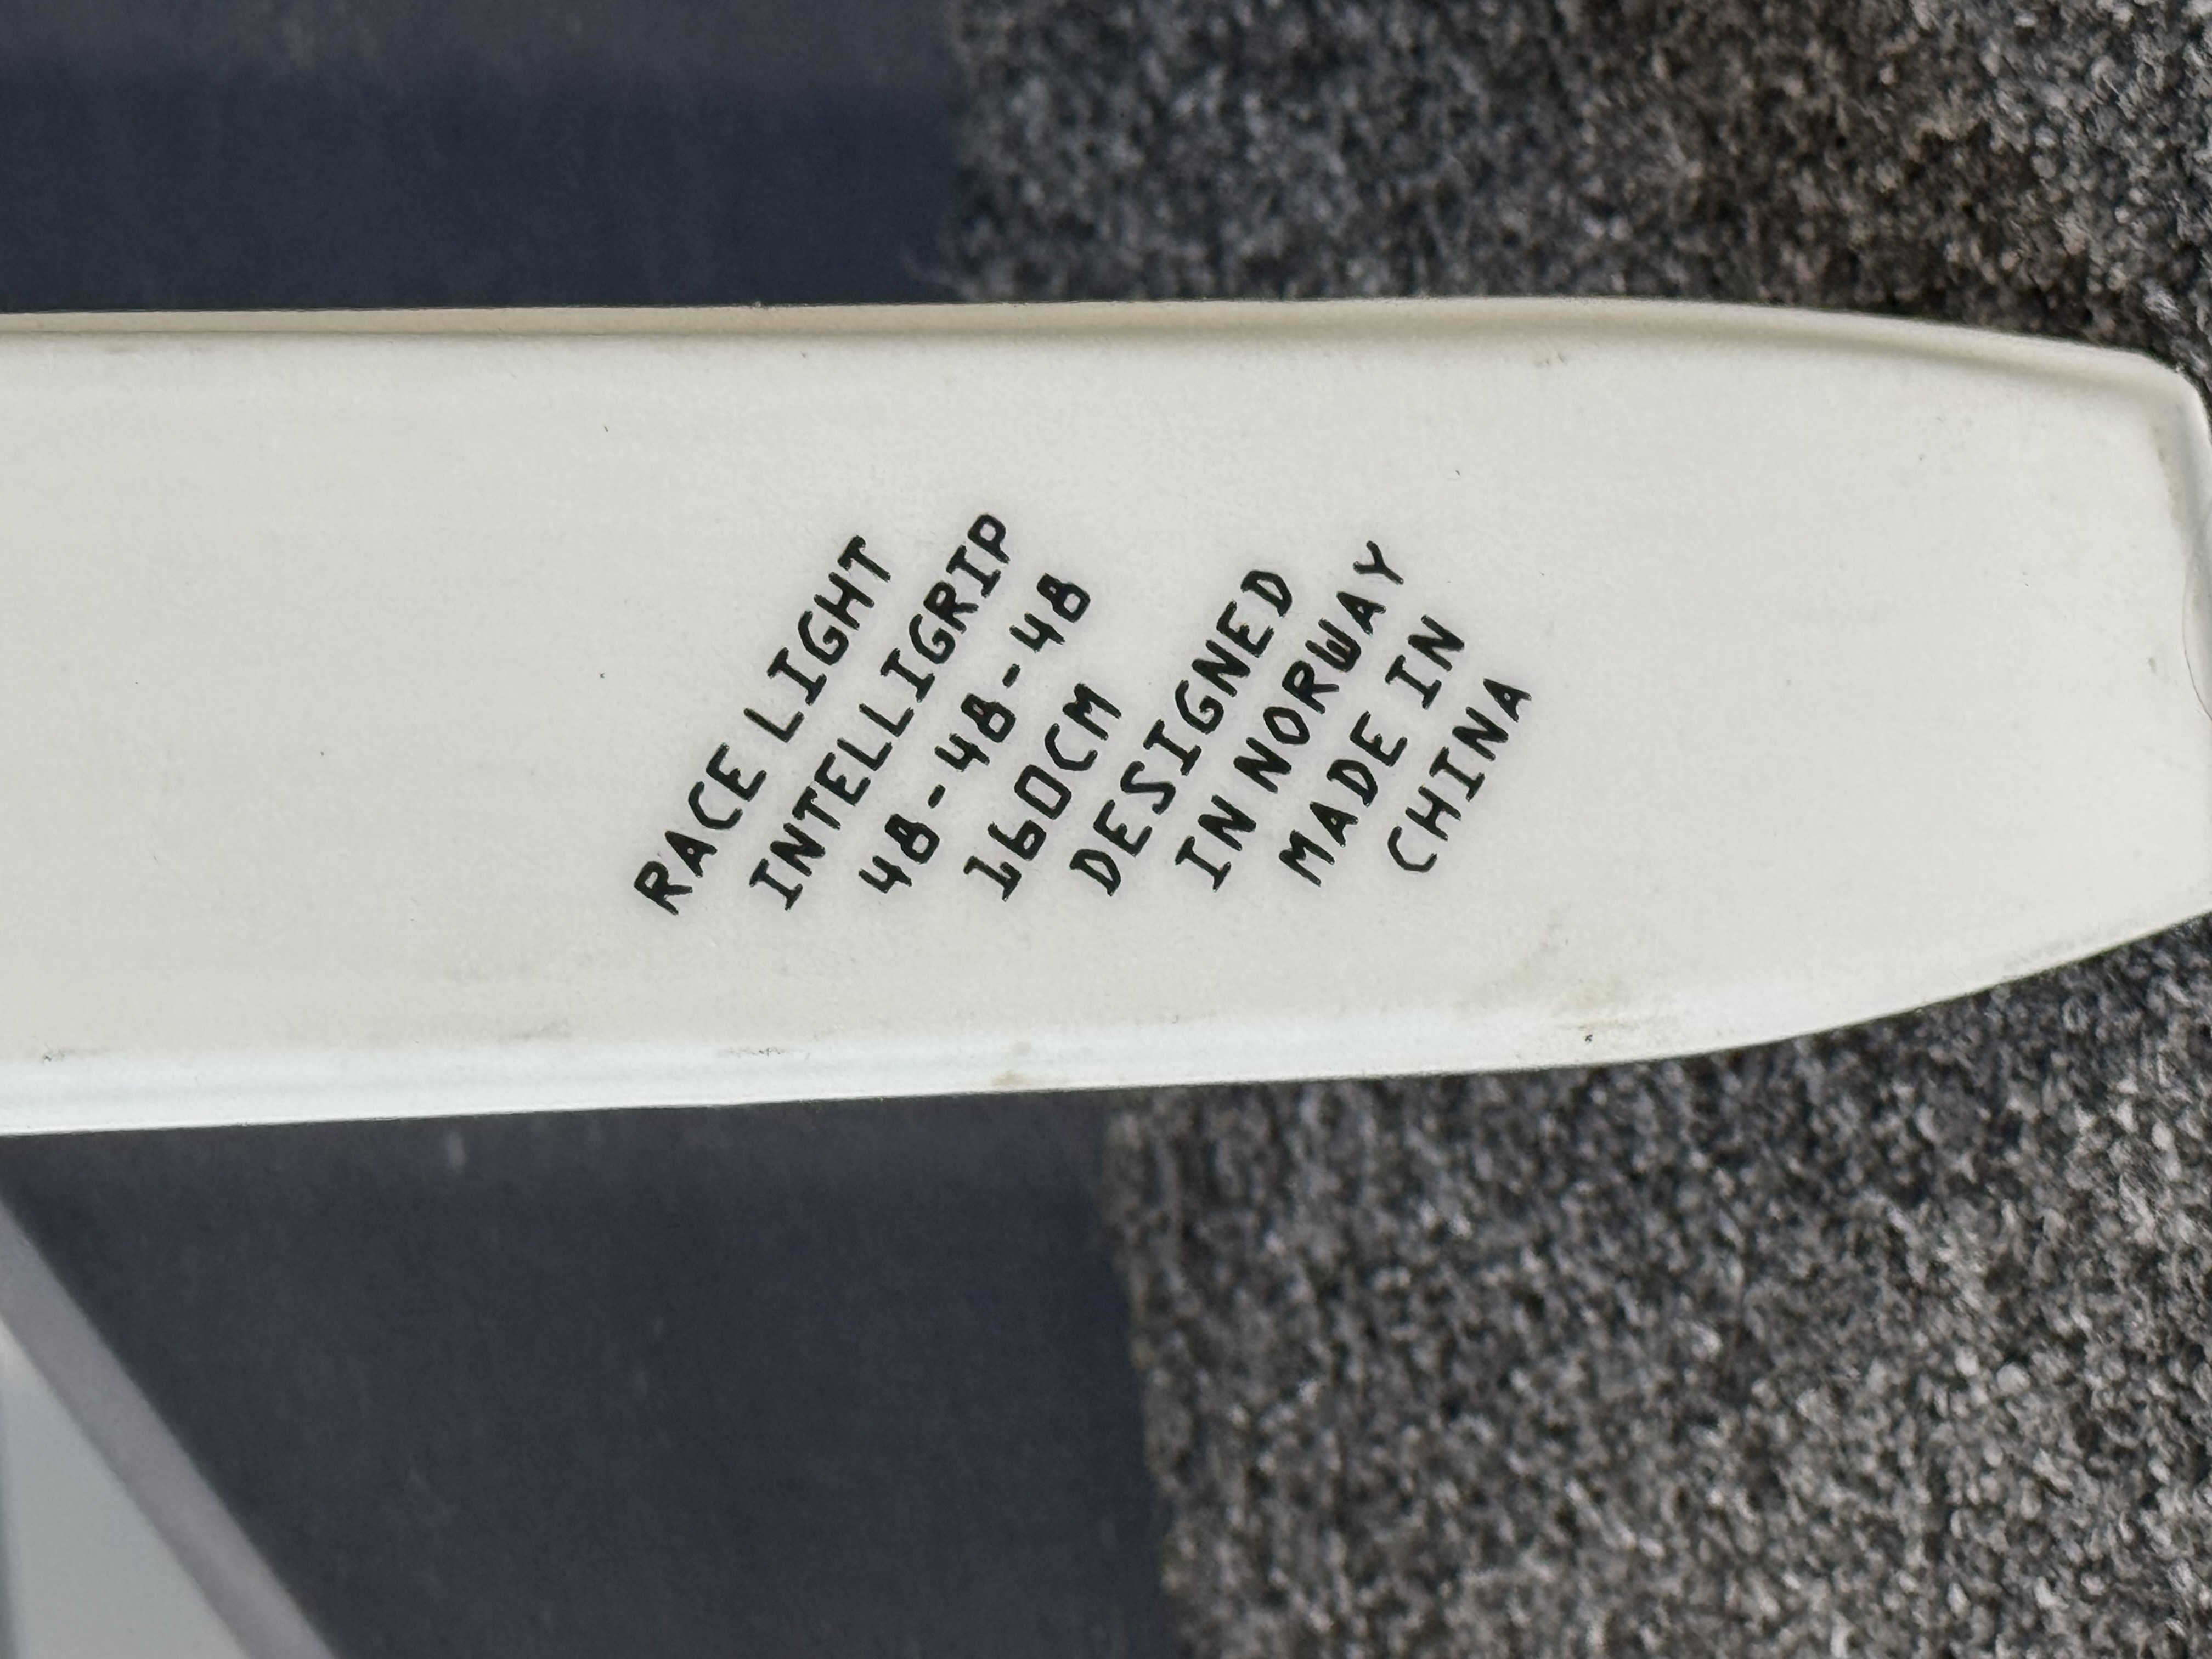 RACE LIGHT
INTELLIGRIP
48-48-48
160CM
DESIGNED
IN NORWAY
MADE IN
CHINA